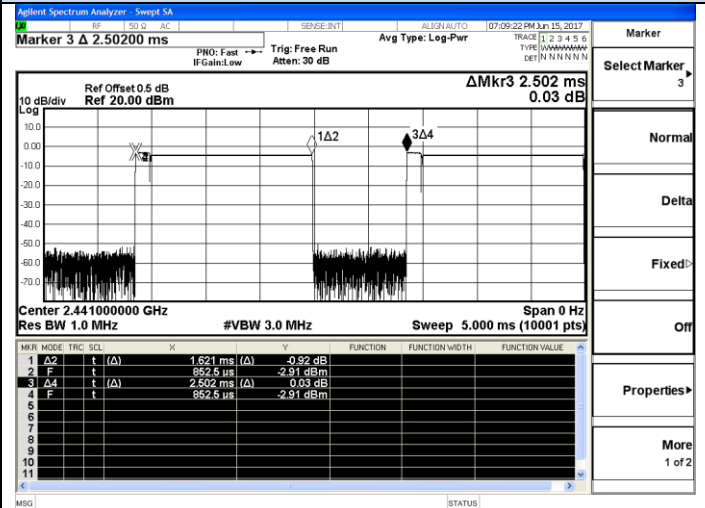 Agilent Spectrum Analyzer - Swept SA
RF 50 Ω AC SENSE:INT ALIGN AUTO 07:09:22 PM Jun 15, 2017
Marker 3 Δ 2.50200 ms
PNO: Fast
IFGain:Low
Trig: Free Run
Atten: 30 dB
Avg Type: Log-Pwr
TRACE 1 2 3 4 5 6
TYPE WWWWWW
DET N N N N N N
Ref Offset 0.5 dB
10 dB/div Ref 20.00 dBm
Log
ΔMkr3 2.502 ms
0.03 dB
10.0
0.00
-10.0
-20.0
-30.0
-40.0
-50.0
-60.0
-70.0
1Δ2
3Δ4
Center 2.441000000 GHz Span 0 Hz
Res BW 1.0 MHz #VBW 3.0 MHz Sweep 5.000 ms (10001 pts)
MKR MODE TRC SCL X Y FUNCTION FUNCTION WIDTH FUNCTION VALUE
1 Δ2 t (Δ) 1.621 ms (Δ) -0.92 dB
2 F t 852.5 µs -2.91 dBm
3 Δ4 t (Δ) 2.502 ms (Δ) 0.03 dB
4 F t 852.5 µs -2.91 dBm
5
6
7
8
9
10
11
MSG STATUS
Marker
Select Marker
3
Normal
Delta
Fixed
Off
Properties
More
1 of 2